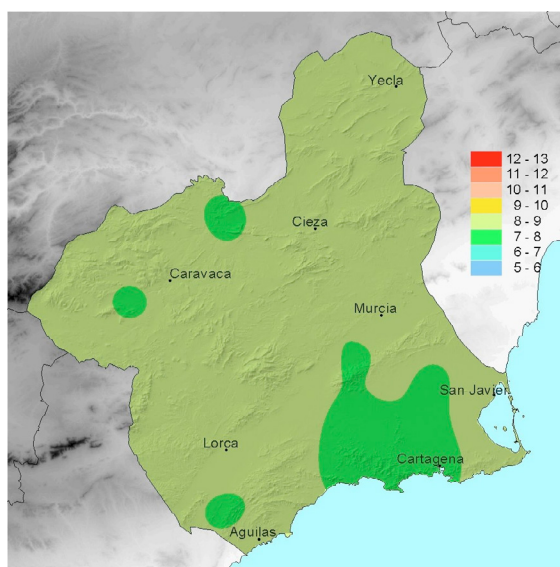 Yecla
12 - 13
11 - 12
10 - 11
9 - 10
8 - 9
7 - 8
6 - 7
5 - 6
Cieza
Caravaca
Murcia
San Javier
Lorca
Cartagena
Aguilas